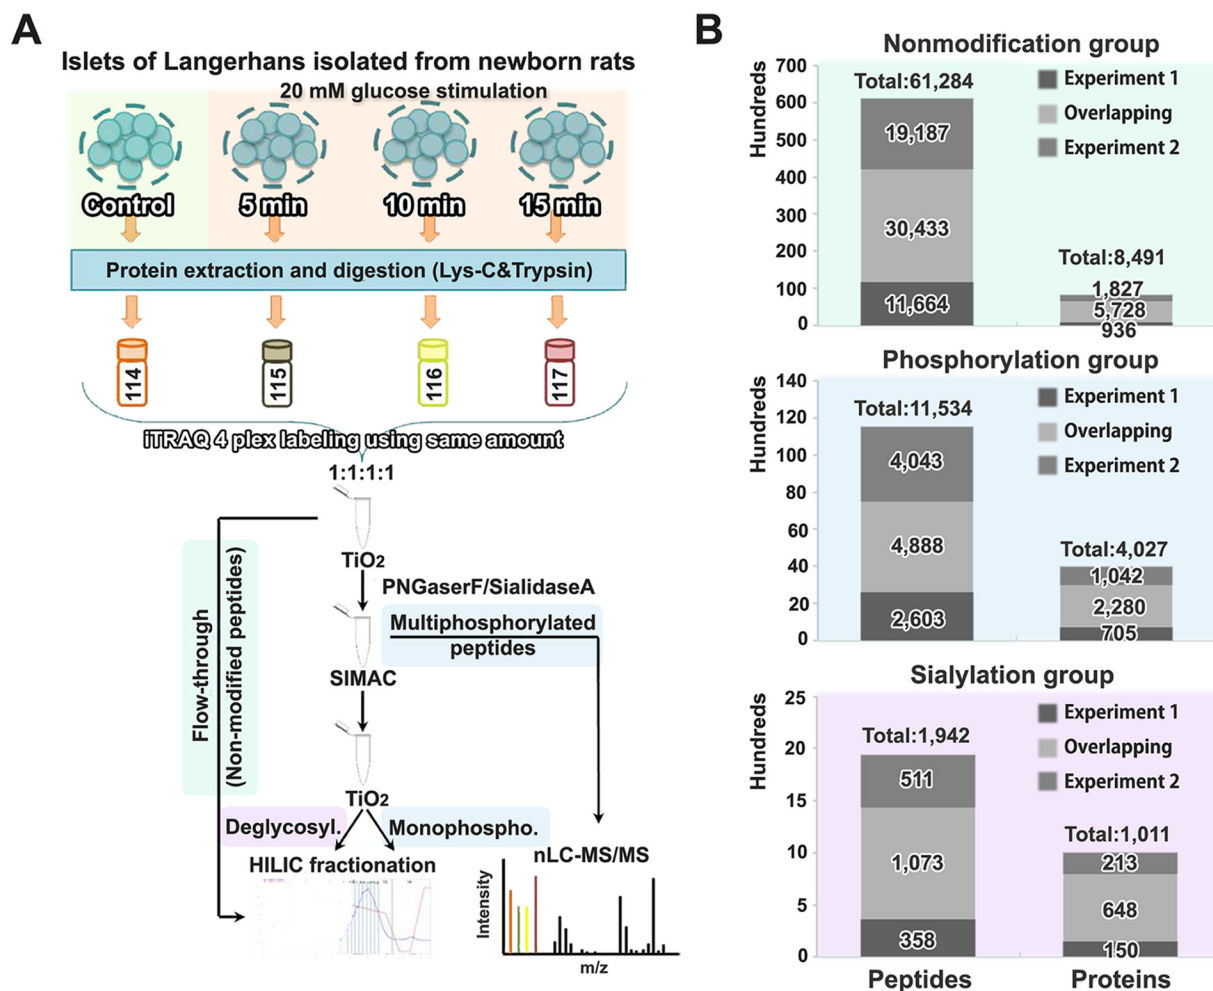 A
Islets of Langerhans isolated from newborn rats
20 mM glucose stimulation
Control
5 min
10 min
15 min
Protein extraction and digestion (Lys-C&Trypsin)
114
115
116
117
iTRAQ 4 plex labeling using same amount
1:1:1:1
TiO2
PNGaserF/SialidaseA
Multiphosphorylated
peptides
Flow-through
(Non-modified peptides)
SIMAC
TiO2
Deglycosyl.
Monophospho.
HILIC fractionation
nLC-MS/MS
Intensity
m/z
B
Nonmodification group
Hundreds
700
600
500
400
300
200
100
0
Total:61,284
19,187
30,433
11,664
Total:8,491
1,827
5,728
936
Experiment 1
Overlapping
Experiment 2
Phosphorylation group
Hundreds
140
120
100
80
60
40
20
0
Total:11,534
4,043
4,888
2,603
Total:4,027
1,042
2,280
705
Experiment 1
Overlapping
Experiment 2
Sialylation group
Hundreds
25
20
15
10
5
0
Total:1,942
511
1,073
358
Total:1,011
213
648
150
Experiment 1
Overlapping
Experiment 2
Peptides
Proteins